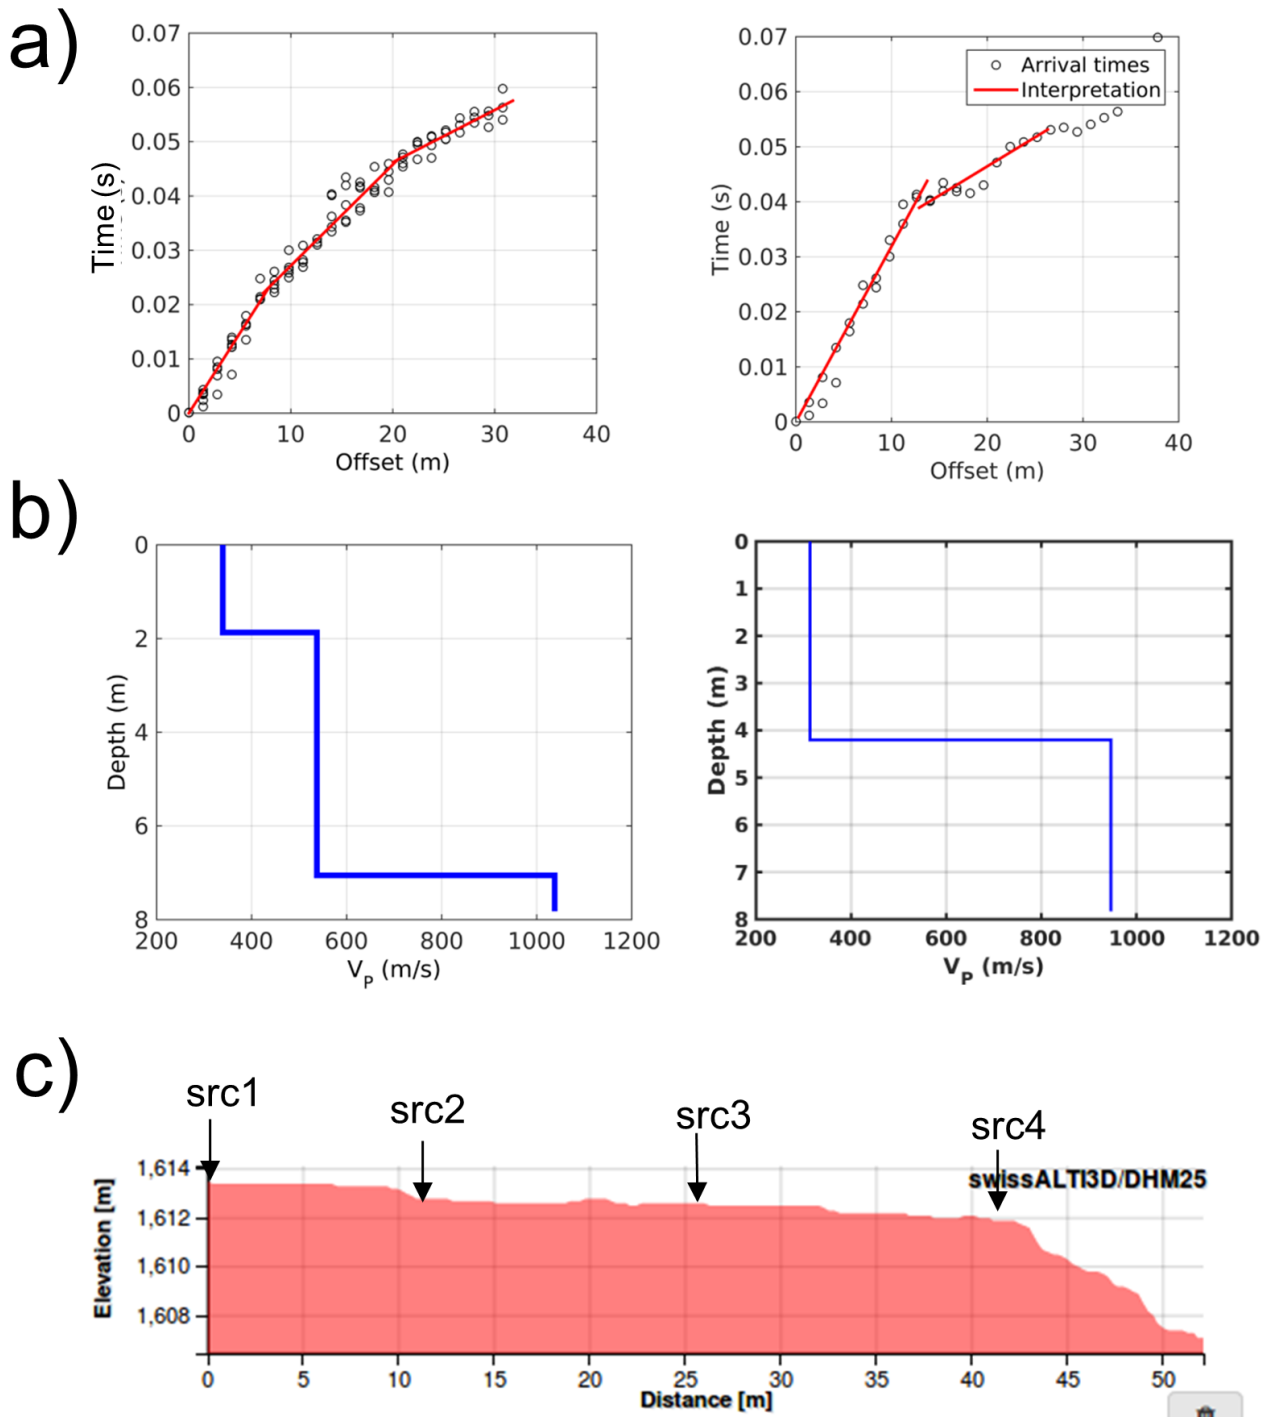 a)
0.07
0.06
0.05
0.04
0.03
0.02
0.01
0
Time (s)
0 10 20 30 40
Offset (m)
0.07
0.06
0.05
0.04
0.03
0.02
0.01
0
Time (s)
Arrival times
Interpretation
0 10 20 30 40
Offset (m)
b)
0
2
4
6
8
Depth (m)
200 400 600 800 1000 1200
VP (m/s)
0
1
2
3
4
5
6
7
8
Depth (m)
200 400 600 800 1000 1200
VP (m/s)
c)
src1
src2
src3
src4
swissALTI3D/DHM25
1,614
1,612
1,610
1,608
Elevation [m]
0 5 10 15 20 25 30 35 40 45 50
Distance [m]